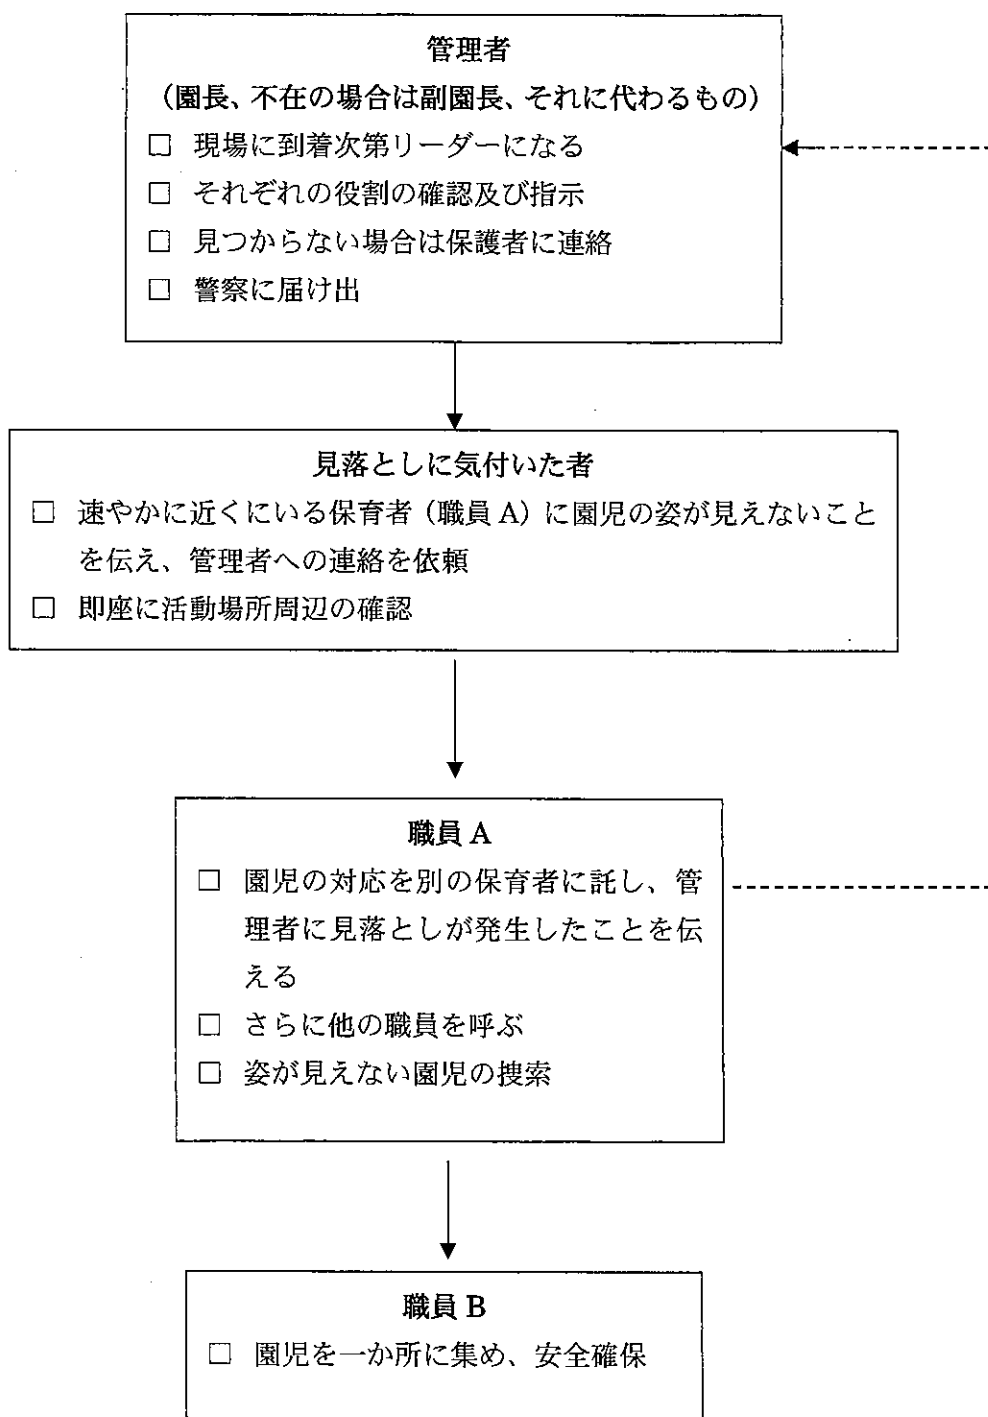 管理者
（園長、不在の場合は副園長、それに代わるもの）
□ 現場に到着次第リーダーになる
□ それぞれの役割の確認及び指示
□ 見つからない場合は保護者に連絡
□ 警察に届け出
見落としに気付いた者
□ 速やかに近くにいる保育者（職員A）に園児の姿が見えないこと
を伝え、管理者への連絡を依頼
□ 即座に活動場所周辺の確認
職員A
□ 園児の対応を別の保育者に託し、管
理者に見落としが発生したことを伝
える
□ さらに他の職員を呼ぶ
□ 姿が見えない園児の捜索
職員B
□ 園児を一か所に集め、安全確保